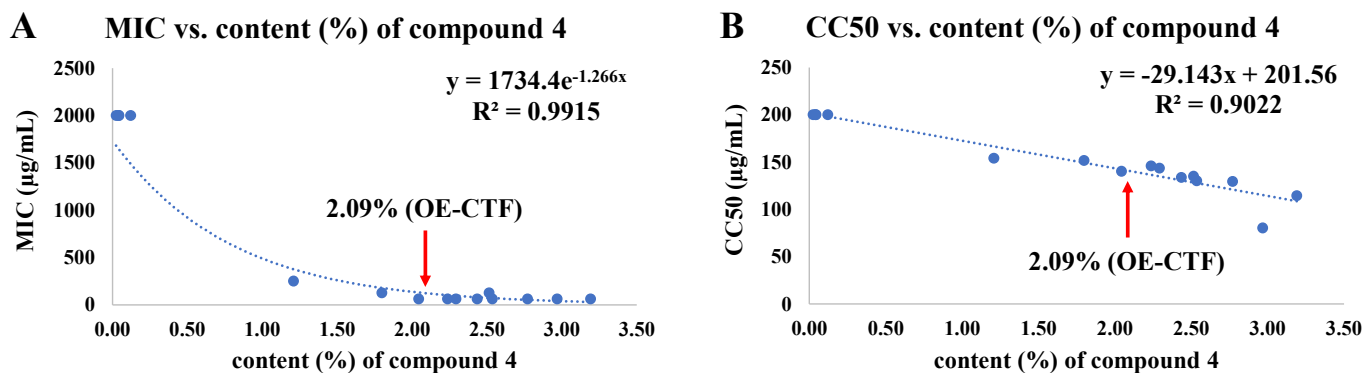 A
MIC vs. content (%) of compound 4
y = 1734.4e-1.266x
R² = 0.9915
MIC (µg/mL)
2500
2000
1500
1000
500
0
2.09% (OE-CTF)
0.00 0.50 1.00 1.50 2.00 2.50 3.00 3.50
content (%) of compound 4
B
CC50 vs. content (%) of compound 4
y = -29.143x + 201.56
R² = 0.9022
CC50 (µg/mL)
250
200
150
100
50
0
2.09% (OE-CTF)
0.00 0.50 1.00 1.50 2.00 2.50 3.00 3.50
content (%) of compound 4